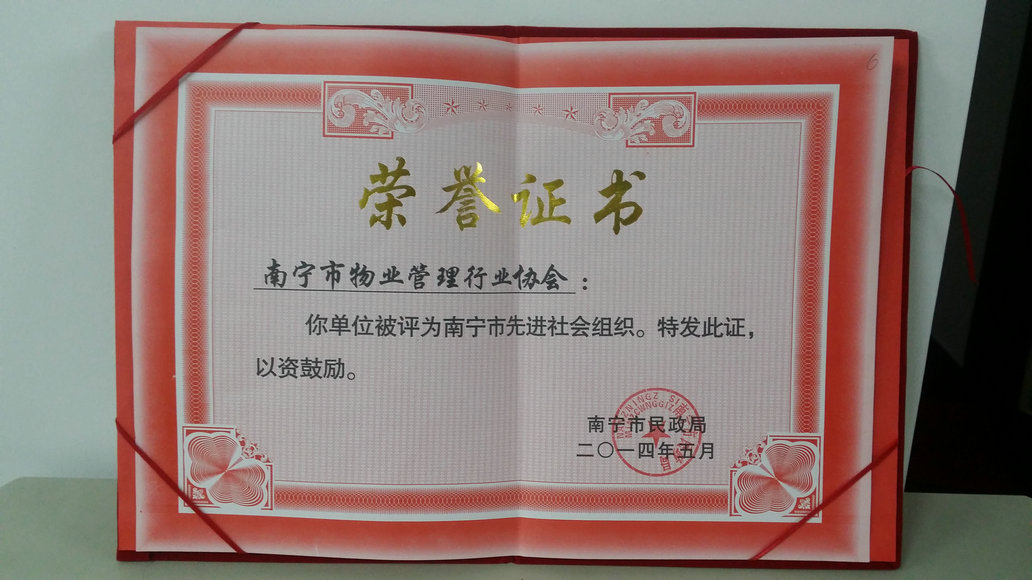 荣誉证书
南宁市物业管理行业协会：
你单位被评为南宁市先进社会组织。特发此证，
以资鼓励。
南宁市民政局
二〇一四年五月
6